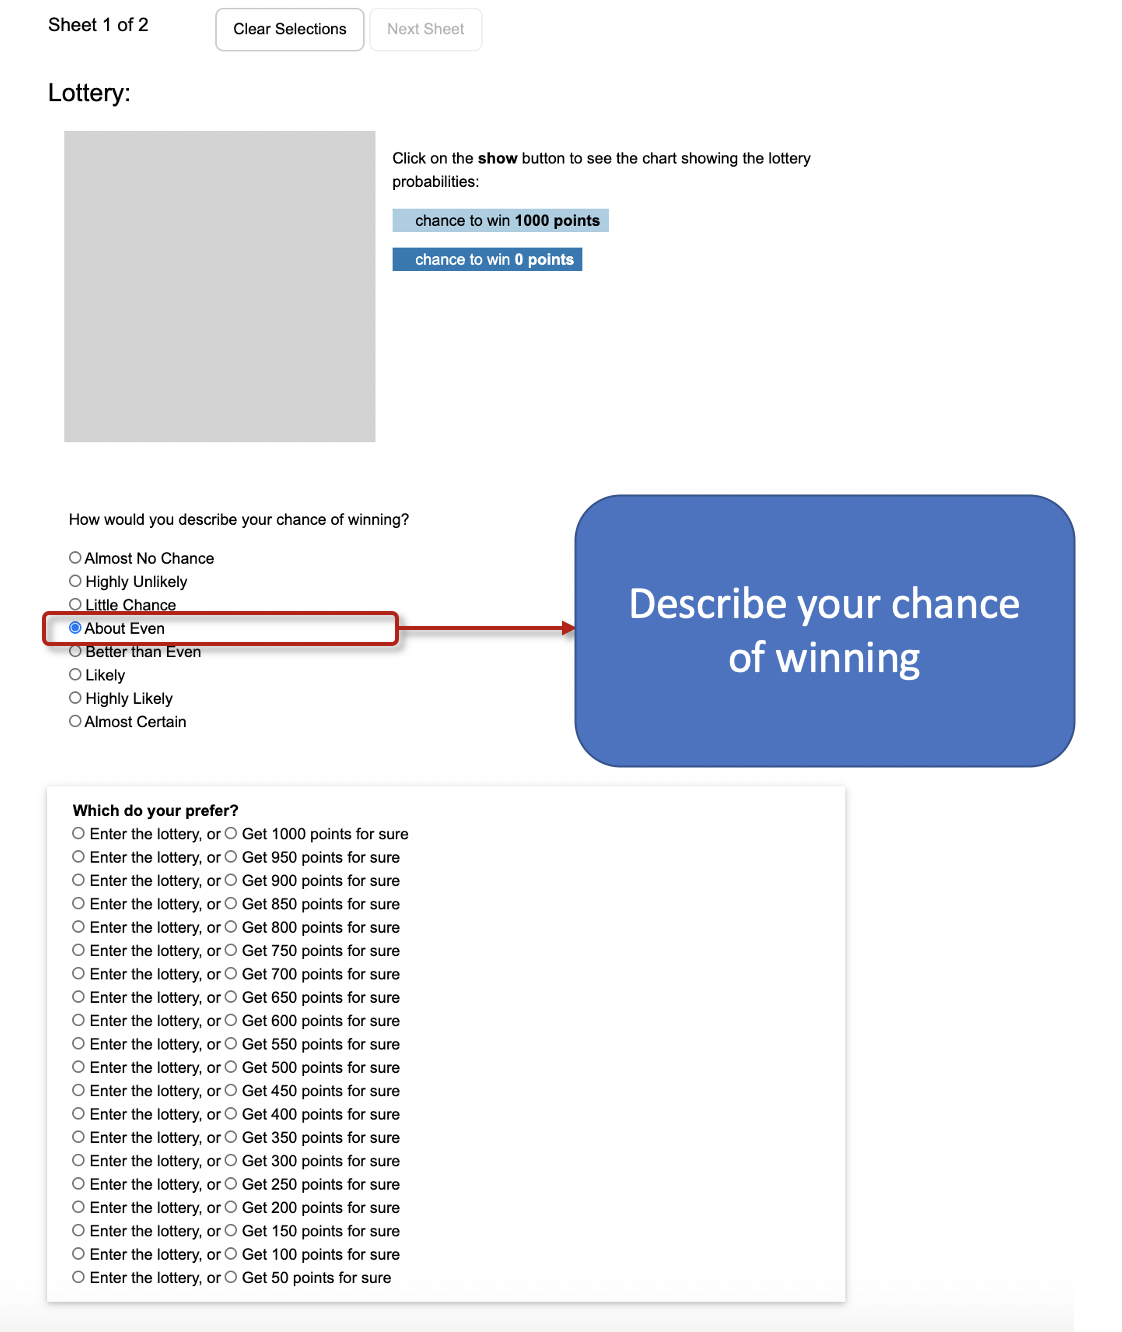 Sheet 1 of 2
Clear Selections
Next Sheet
Lottery:
Click on the show button to see the chart showing the lottery
probabilities:
chance to win 1000 points
chance to win 0 points
How would you describe your chance of winning?
Almost No Chance
Highly Unlikely
Little Chance
About Even
Better than Even
Likely
Highly Likely
Almost Certain
Describe your chance
of winning
Which do your prefer?
Enter the lottery, or Get 1000 points for sure
Enter the lottery, or Get 950 points for sure
Enter the lottery, or Get 900 points for sure
Enter the lottery, or Get 850 points for sure
Enter the lottery, or Get 800 points for sure
Enter the lottery, or Get 750 points for sure
Enter the lottery, or Get 700 points for sure
Enter the lottery, or Get 650 points for sure
Enter the lottery, or Get 600 points for sure
Enter the lottery, or Get 550 points for sure
Enter the lottery, or Get 500 points for sure
Enter the lottery, or Get 450 points for sure
Enter the lottery, or Get 400 points for sure
Enter the lottery, or Get 350 points for sure
Enter the lottery, or Get 300 points for sure
Enter the lottery, or Get 250 points for sure
Enter the lottery, or Get 200 points for sure
Enter the lottery, or Get 150 points for sure
Enter the lottery, or Get 100 points for sure
Enter the lottery, or Get 50 points for sure